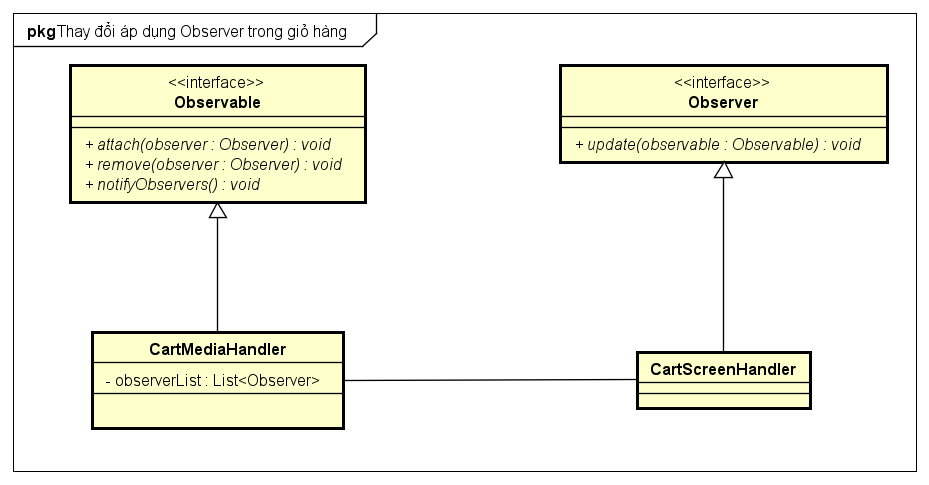 pkgThay đổi áp dụng Observer trong giỏ hàng
<<interface>>
Observable
+ attach(observer : Observer) : void
+ remove(observer : Observer) : void
+ notifyObservers() : void
<<interface>>
Observer
+ update(observable : Observable) : void
CartMediaHandler
- observerList : List<Observer>
CartScreenHandler